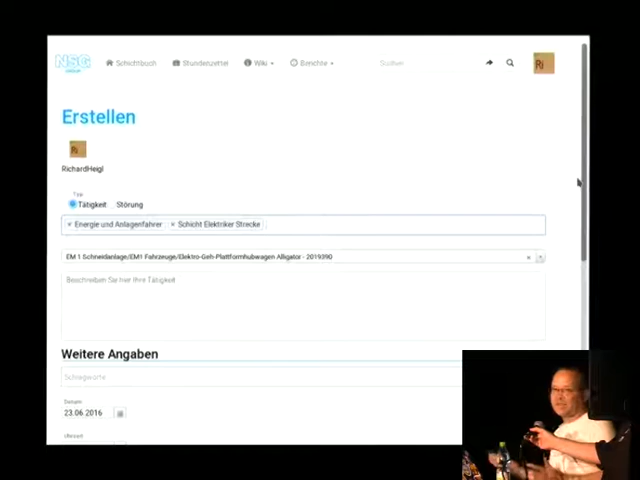 NSG
GROUP
Schichtbuch Stundenzettel Wiki Berichte Suchen
Ri
Erstellen
Ri
RichardHeigl
Typ
Tätigkeit Störung
× Energie und Anlagenfahrer × Schicht Elektriker Strecke
EM 1 Schneidanlage/EM1 Fahrzeuge/Elektro-Geh-Plattformhubwagen Alligator - 2019390 ×
Beschreiben Sie hier Ihre Tätigkeit
Weitere Angaben
Schlagworte
Datum
23.06 2016
Uhrzeit